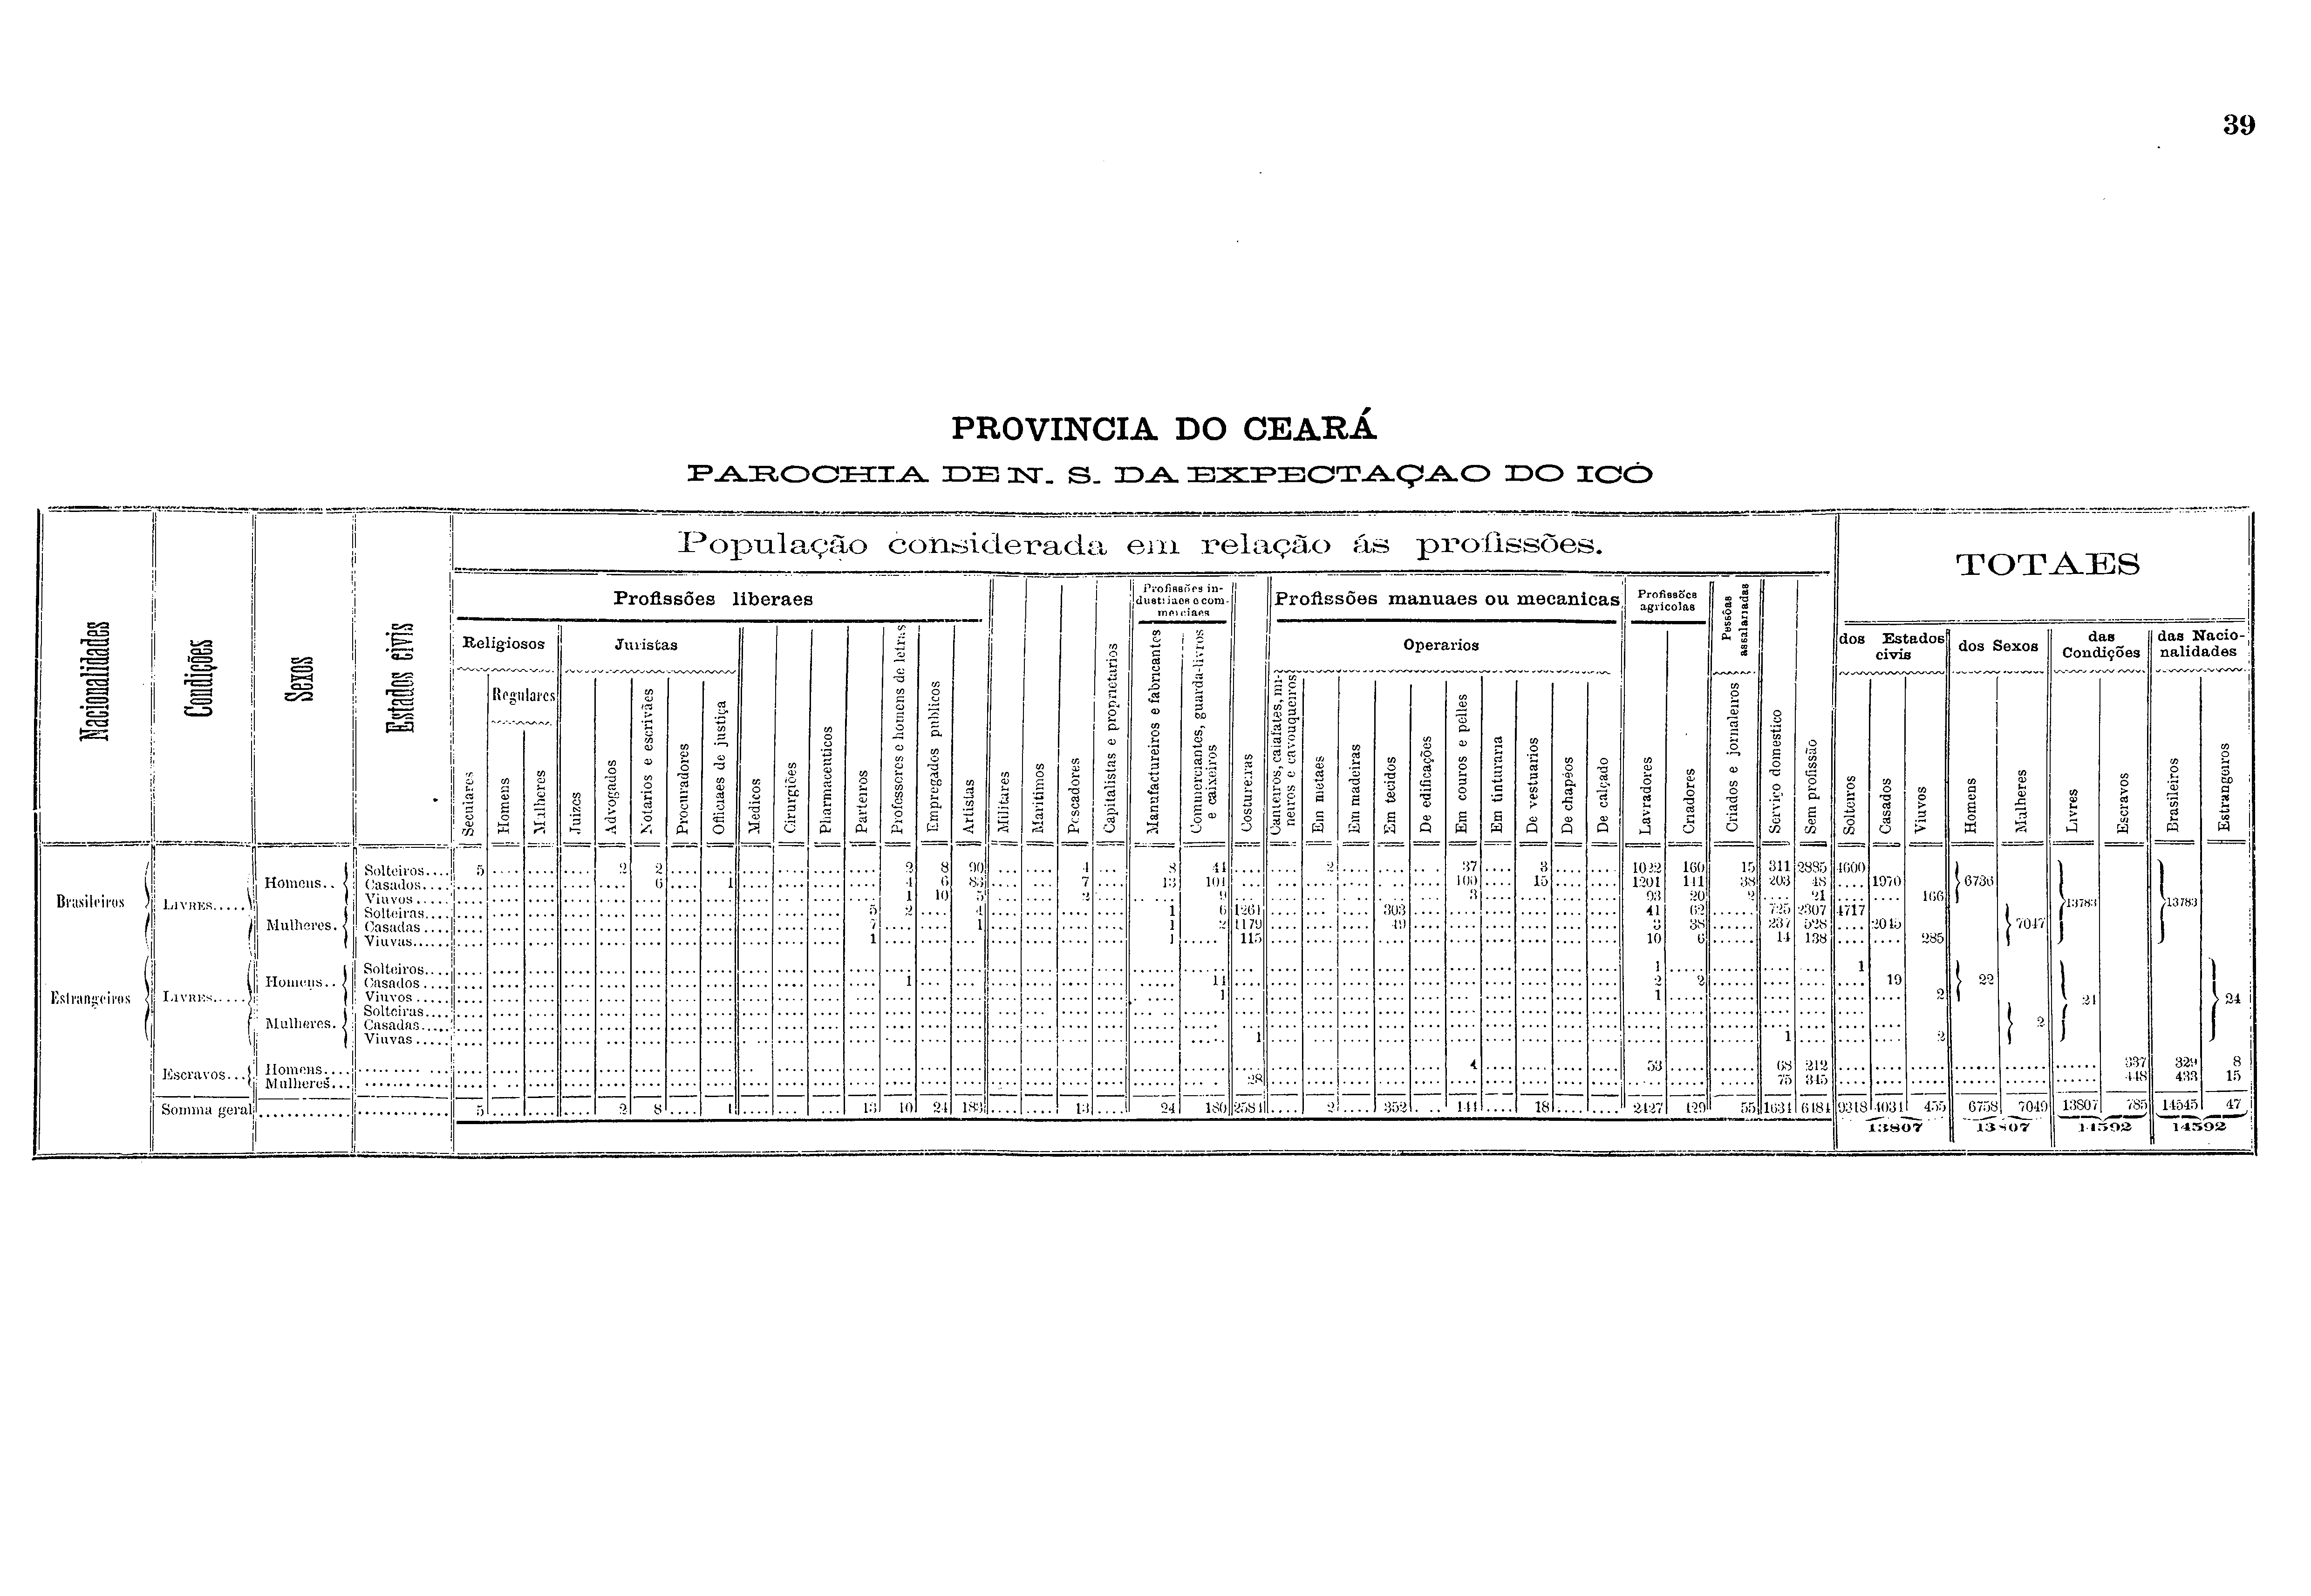 39
PROVINCIA DO CEARÁ
PAROCHIA DE N. S. DA EXPECTAÇAO DO ICÓ
População considerada em relação ás profissões.
TOTAES
Nacionalidades
Condições
Sexos
Estados civis
Profissões liberaes
Profissões industriaes e commerciaes
Profissões manuaes ou mecanicas
Profissões agricolas
Pessôas assalariadas
Religiosos
Juristas
Operarios
dos Estados civis
dos Sexos
das Condições
das Nacionalidades
Regulares
Seculares
Homens
Mulheres
Juizes
Advogados
Notarios e escrivães
Procuradores
Officiaes de justiça
Medicos
Cirurgiões
Pharmaceuticos
Parteiros
Professores e homens de letras
Empregados publicos
Artistas
Militares
Maritimos
Pescadores
Capitalistas e proprietarios
Manufactureiros e fabricantes
Commerciantes, guarda-livros e caixeiros
Costureiras
Canteiros, calafates, mineiros e cavouqueiros
Em metaes
Em madeiras
Em tecidos
De edificações
Em couros e pelles
Em tinturaria
De vestuarios
De chapéos
De calçado
Lavradores
Criadores
Criados e jornaleiros
Serviço domestico
Sem profissão
Solteiros
Casados
Viuvos
Homens
Mulheres
Livres
Escravos
Brasileiros
Estrangeiros
Brasileiros LIVRES..... Homens.. Solteiros.... 5 2 2 2 8 90 4 8 41 2 37 3 1022 160 15 311 2885 4600
Casados.... 6 1 4 6 83 7 13 104 100 15 1201 141 38 203 48 1970 6736
Viuvos.... 1 10 5 2 9 3 93 20 2 21 166
Mulheres. Solteiras.... 5 2 4 1 6 1261 303 41 62 725 2307 4717 13783 13783
Casadas .... 7 1 1 2 1179 49 3 38 237 528 2045 7047
Viuvas..... 1 1 115 10 6 14 138 285
Estrangeiros LIVRES..... Homens.. Solteiros.... 1 1
Casados.... 1 14 2 2 19 22
Viuvos..... 1 1 2 24
Mulheres. Solteiras.... 24
Casadas..... 2
Viuvas..... 1 1 2
Escravos... Homens.... 4 53 68 212 337 329 8
Mulheres... 28 75 345 448 433 15
Somma geral 5 2 8 1 13 10 24 183 13 24 180 2584 2 352 144 18 2427 429 55 1634 6484 9318 4034 455 6758 7049 13807 785 14545 47
13807 13807 14592 14592